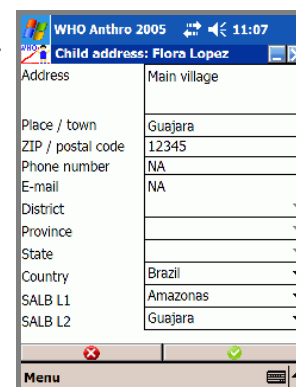 WHO Anthro 2005 11:07
WHO Child address: Flora Lopez
Address Main village
Place / town Guajara
ZIP / postal code 12345
Phone number NA
E-mail NA
District
Province
State
Country Brazil
SALB L1 Amazonas
SALB L2 Guajara
Menu